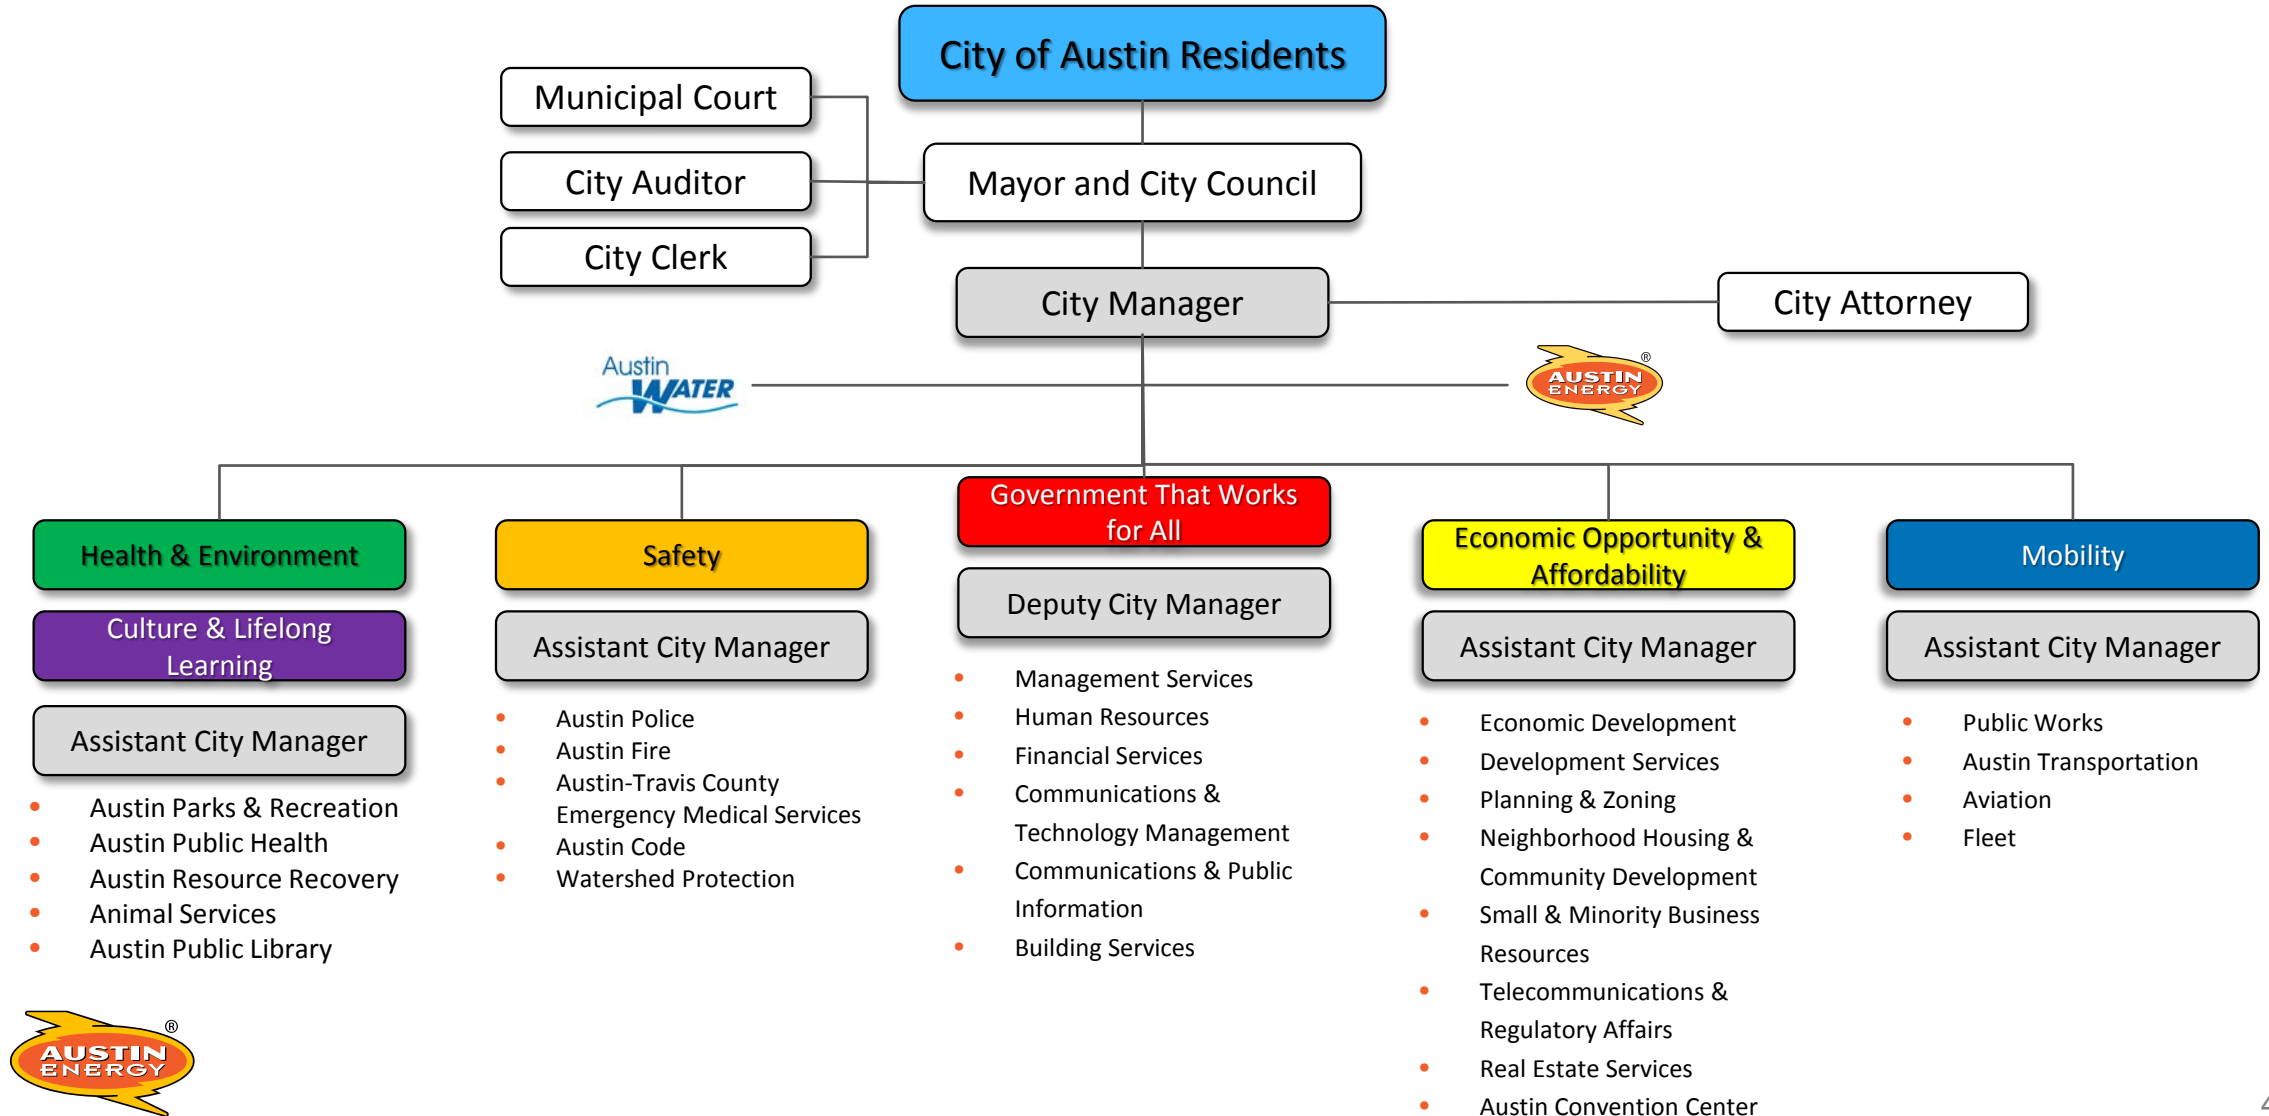 City of Austin Residents
Municipal Court
City Auditor
Mayor and City Council
City Clerk
City Manager
City Attorney
Austin
WATER
AUSTIN
ENERGY
®
Health & Environment
Culture & Lifelong
Learning
Assistant City Manager
• Austin Parks & Recreation
• Austin Public Health
• Austin Resource Recovery
• Animal Services
• Austin Public Library
Safety
Assistant City Manager
• Austin Police
• Austin Fire
• Austin-Travis County
Emergency Medical Services
• Austin Code
• Watershed Protection
Government That Works
for All
Deputy City Manager
• Management Services
• Human Resources
• Financial Services
• Communications &
Technology Management
• Communications & Public
Information
• Building Services
Economic Opportunity &
Affordability
Assistant City Manager
• Economic Development
• Development Services
• Planning & Zoning
• Neighborhood Housing &
Community Development
• Small & Minority Business
Resources
• Telecommunications &
Regulatory Affairs
• Real Estate Services
• Austin Convention Center
Mobility
Assistant City Manager
• Public Works
• Austin Transportation
• Aviation
• Fleet
AUSTIN
ENERGY
®
4